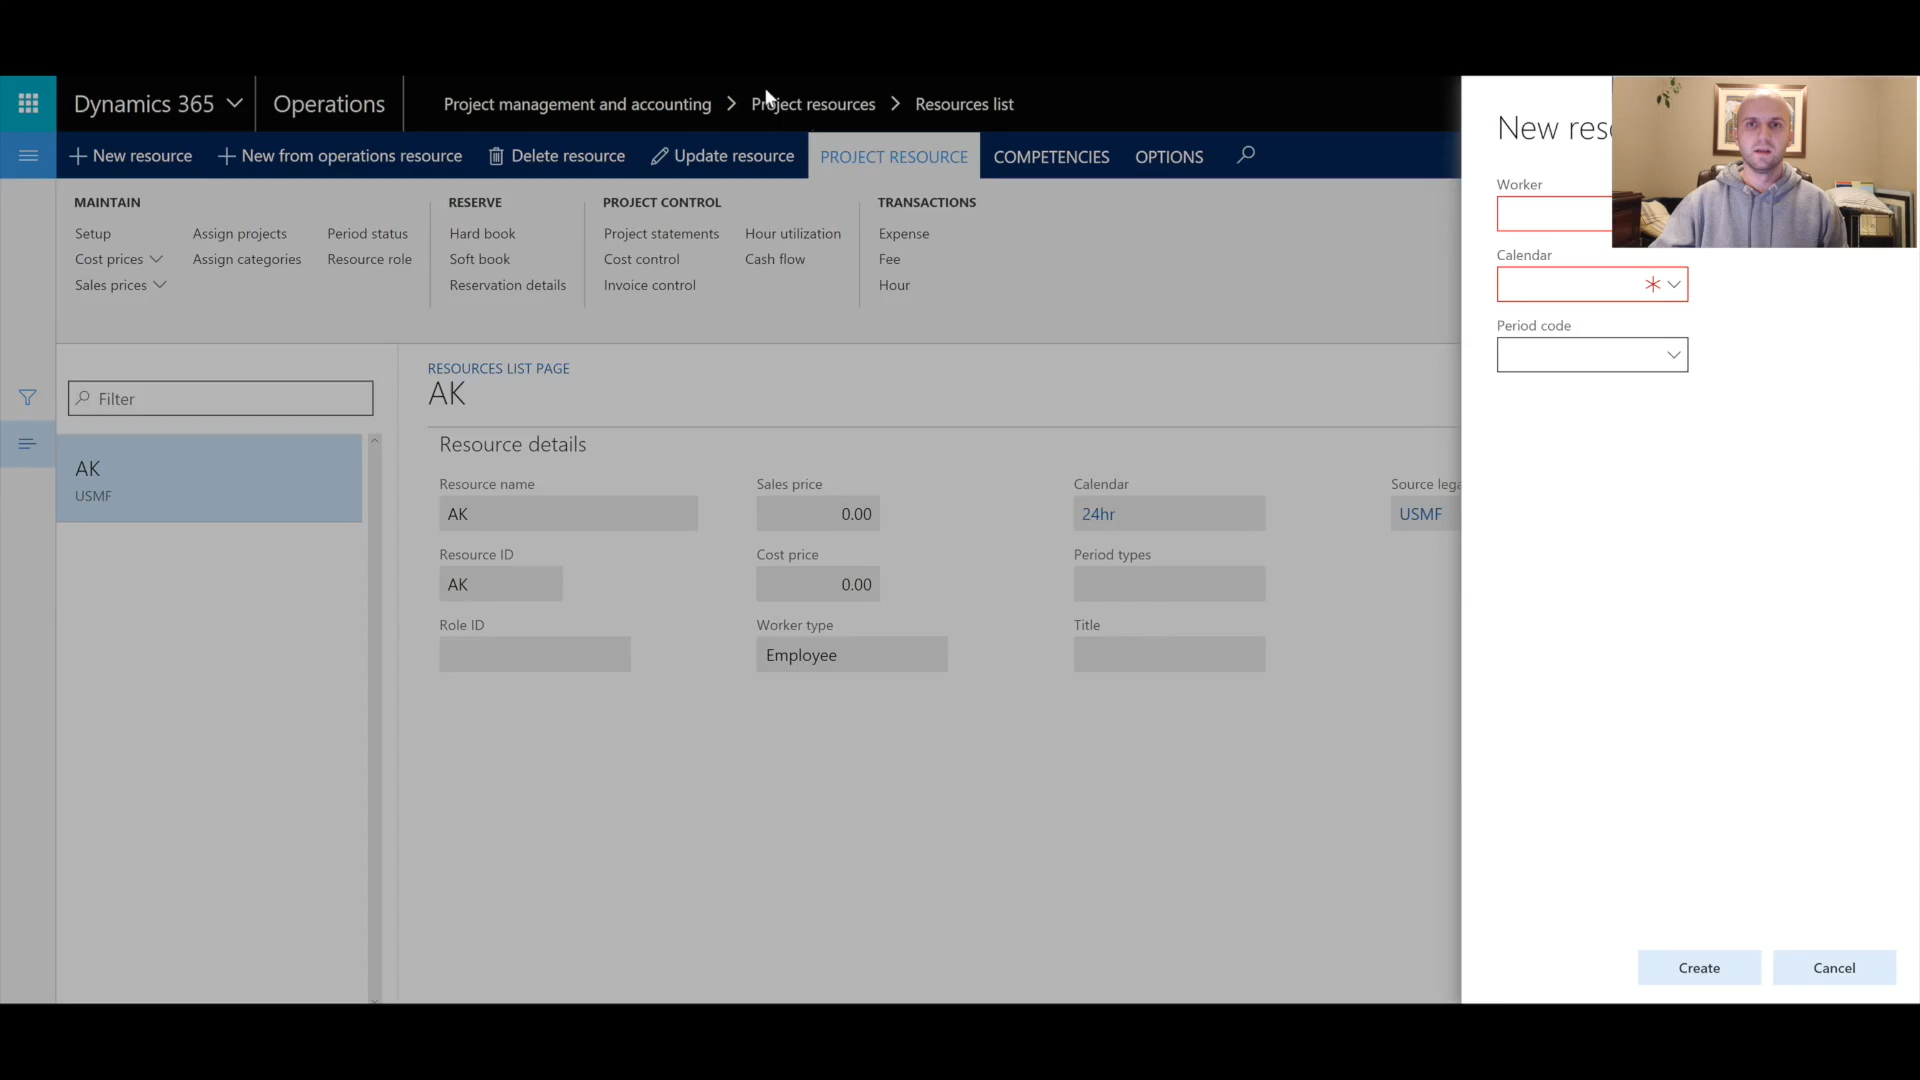 Dynamics 365
Operations
Project management and accounting > Project resources > Resources list
New resource
New from operations resource
Delete resource
Update resource
PROJECT RESOURCE
COMPETENCIES
OPTIONS
MAINTAIN
Setup
Cost prices
Sales prices
Assign projects
Assign categories
Period status
Resource role
RESERVE
Hard book
Soft book
Reservation details
PROJECT CONTROL
Project statements
Cost control
Invoice control
Hour utilization
Cash flow
TRANSACTIONS
Expense
Fee
Hour
Filter
AK
USMF
RESOURCES LIST PAGE
AK
Resource details
Resource name
AK
Resource ID
AK
Role ID
Sales price
0.00
Cost price
0.00
Worker type
Employee
Calendar
24hr
Period types
Title
Source lega
USMF
New reso
Worker
Calendar
*
Period code
Create
Cancel